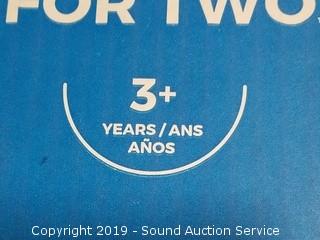 FOR TWO
3+
YEARS / ANS
AÑOS
Copyright 2019 - Sound Auction Service